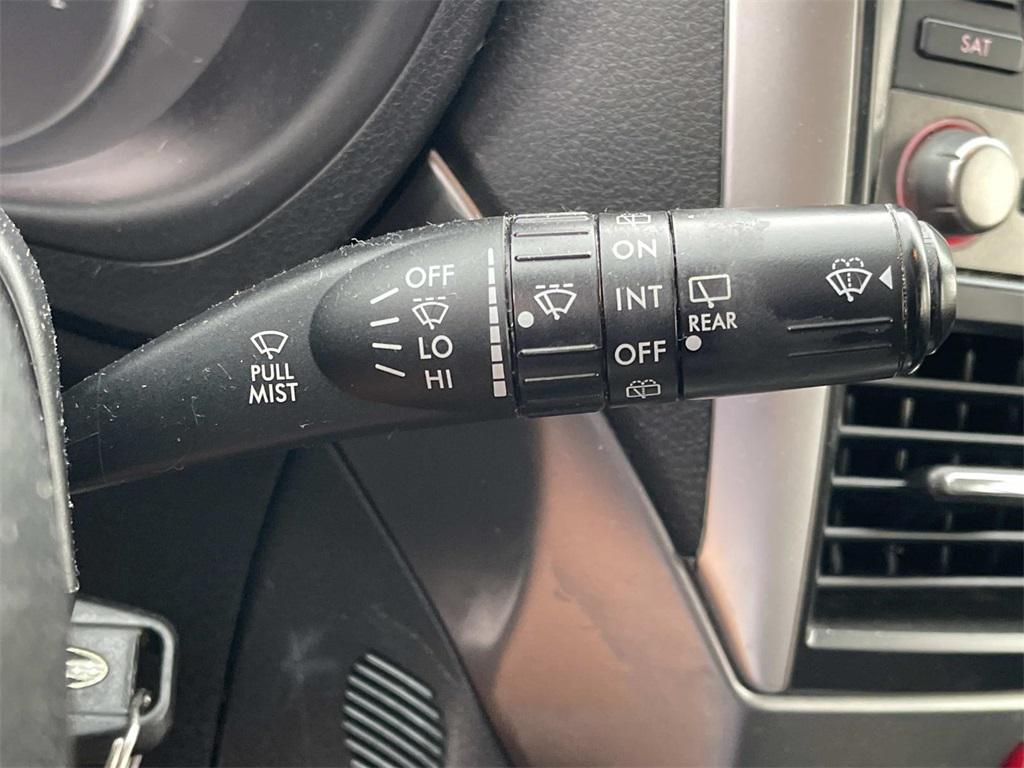 SAT
OFF
LO
HI
PULL
MIST
ON
INT
OFF
REAR